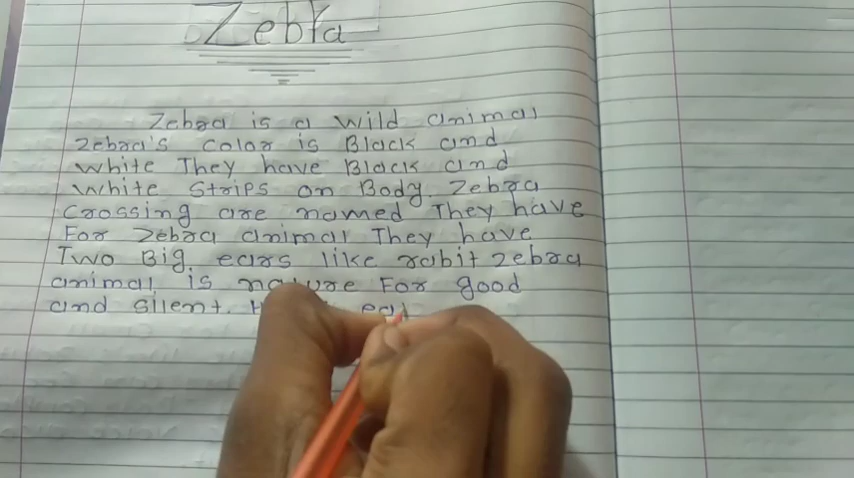 Zebra
Zebra is a wild animal
Zebra's color is Black and
white They have Black and
white Strips on Body. Zebra
Crossing are named They have
For Zebra animal They have
Two Big ears like rabit zebra
animal is nature For good
and silent.